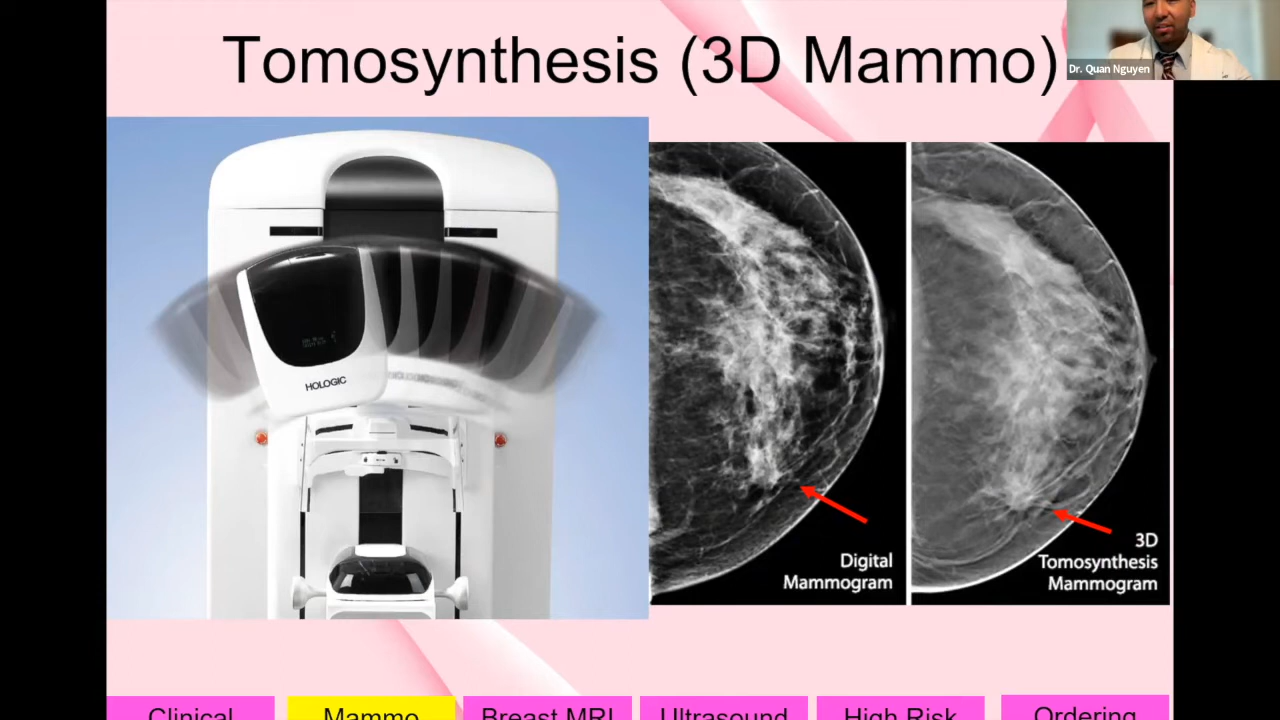 Tomosynthesis (3D Mammo)
Dr. Quan Nguyen
HOLOGIC
Digital
Mammogram
3D
Tomosynthesis
Mammogram
Clinical
Mammo
Breast MRI
Ultrasound
High Risk
Ordering